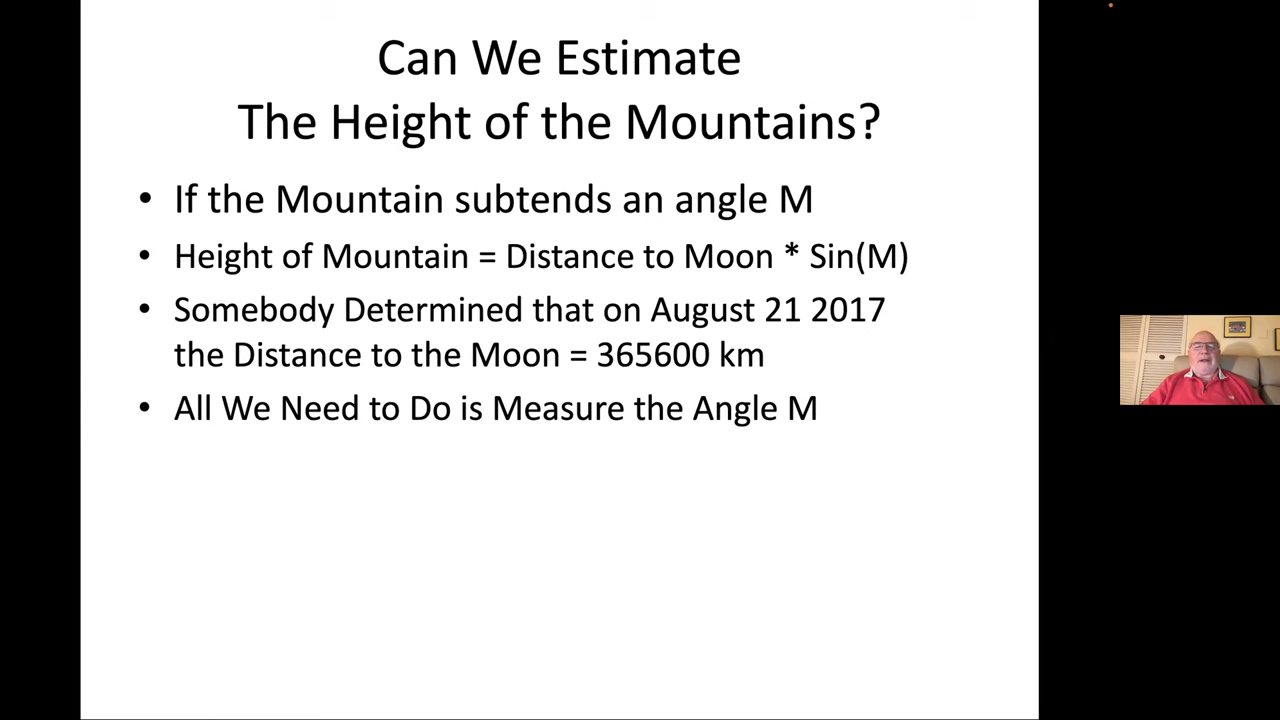 Can We Estimate
The Height of the Mountains?
• If the Mountain subtends an angle M
• Height of Mountain = Distance to Moon * Sin(M)
• Somebody Determined that on August 21 2017
the Distance to the Moon = 365600 km
• All We Need to Do is Measure the Angle M